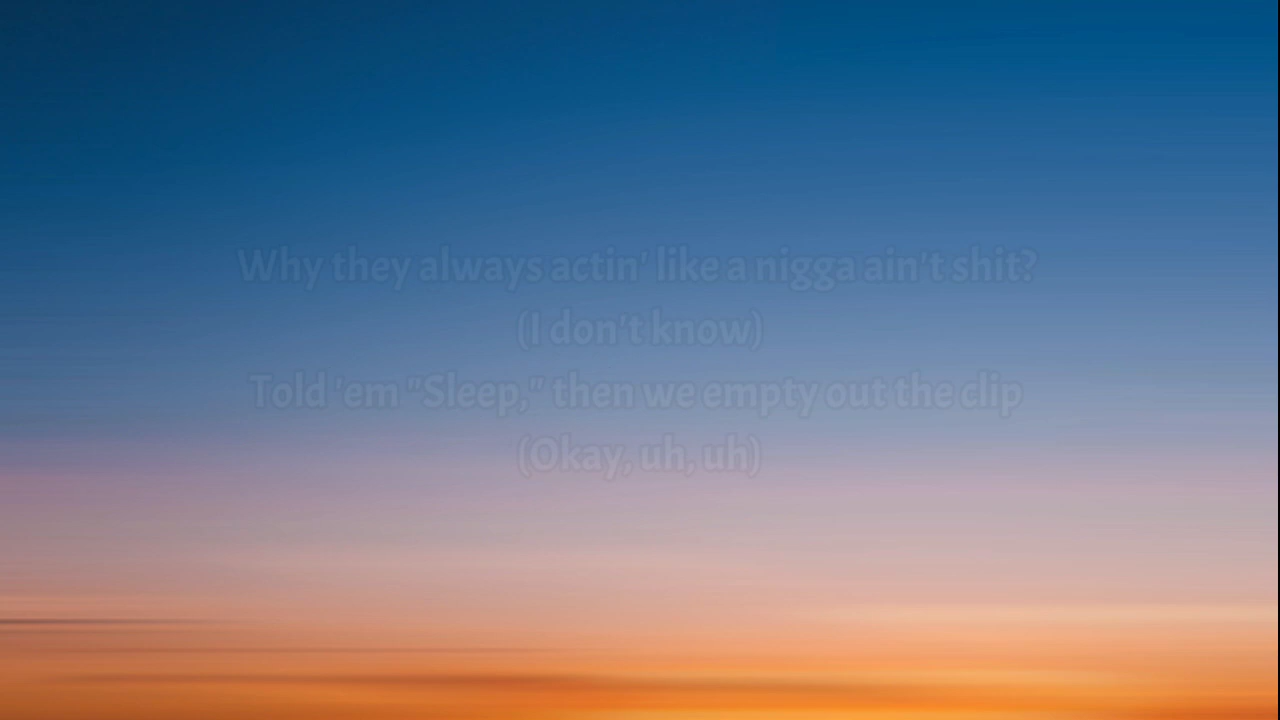 Why they always actin' like a nigga ain't shit?
(I don't know)
Told 'em "Sleep," then we empty out the clip
(Okay, uh, uh)